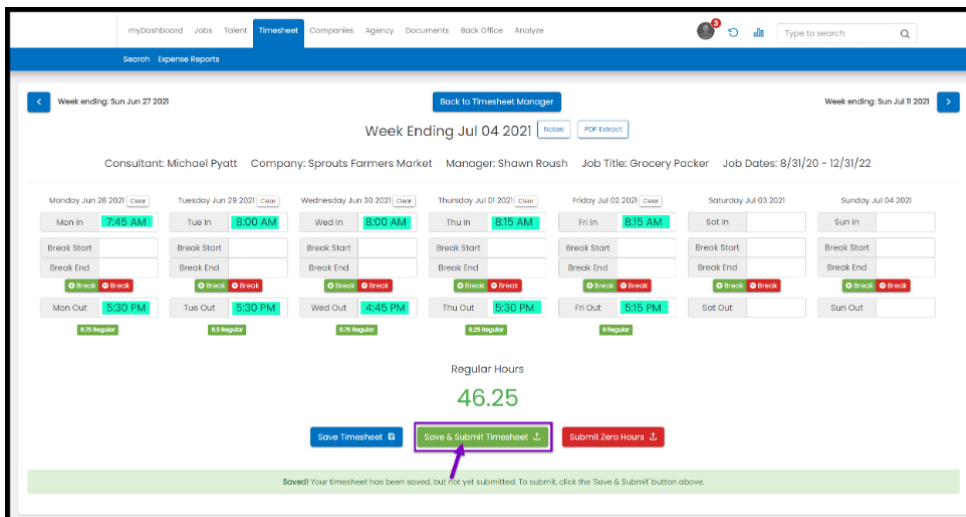 myDashboard Jobs Talent Timesheet Companies Agency Documents Back Office Analyze 3 Type to search
Search Expense Reports
Week ending: Sun Jun 27 2021 Back to Timesheet Manager Week ending: Sun Jul 11 2021
Week Ending Jul 04 2021 Notes PDF Extract
Consultant: Michael Pyatt Company: Sprouts Farmers Market Manager: Shawn Roush Job Title: Grocery Packer Job Dates: 8/31/20 - 12/31/22
Monday Jun 28 2021 Clear Tuesday Jun 29 2021 Clear Wednesday Jun 30 2021 Clear Thursday Jul 01 2021 Clear Friday Jul 02 2021 Clear Saturday Jul 03 2021 Sunday Jul 04 2021
Mon In 7:45 AM Tue In 8:00 AM Wed In 8:00 AM Thu In 8:15 AM Fri In 8:15 AM Sat In Sun In
Break Start Break Start Break Start Break Start Break Start Break Start Break Start
Break End Break End Break End Break End Break End Break End Break End
Break Break Break Break Break Break Break Break Break Break Break Break Break Break
Mon Out 5:30 PM Tue Out 5:30 PM Wed Out 4:45 PM Thu Out 5:30 PM Fri Out 5:15 PM Sat Out Sun Out
9.75 Regular 9.5 Regular 8.75 Regular 9.25 Regular 9 Regular
Regular Hours
46.25
Save Timesheet Save & Submit Timesheet Submit Zero Hours
Saved! Your timesheet has been saved, but not yet submitted. To submit, click the 'Save & Submit' button above.